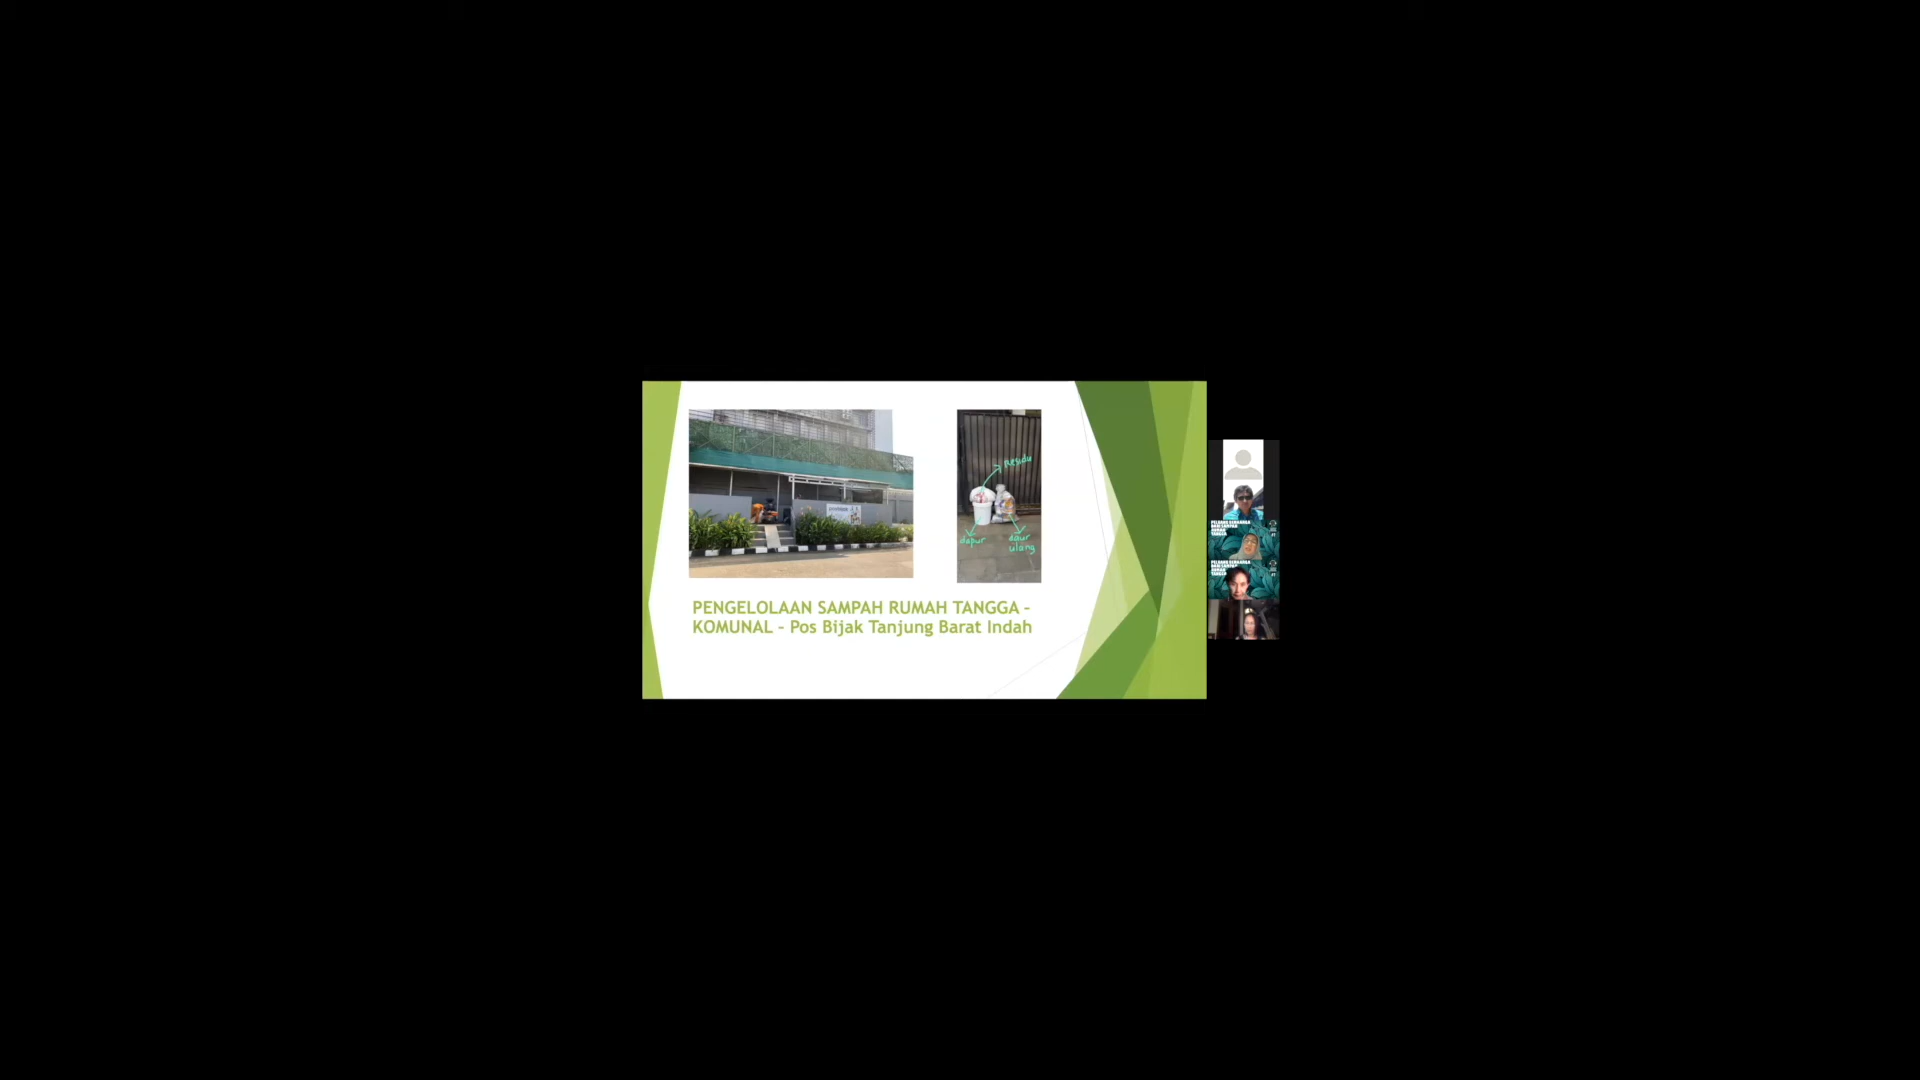 Residu
dapur
daur
ulang
PENGELOLAAN SAMPAH RUMAH TANGGA -
KOMUNAL - Pos Bijak Tanjung Barat Indah